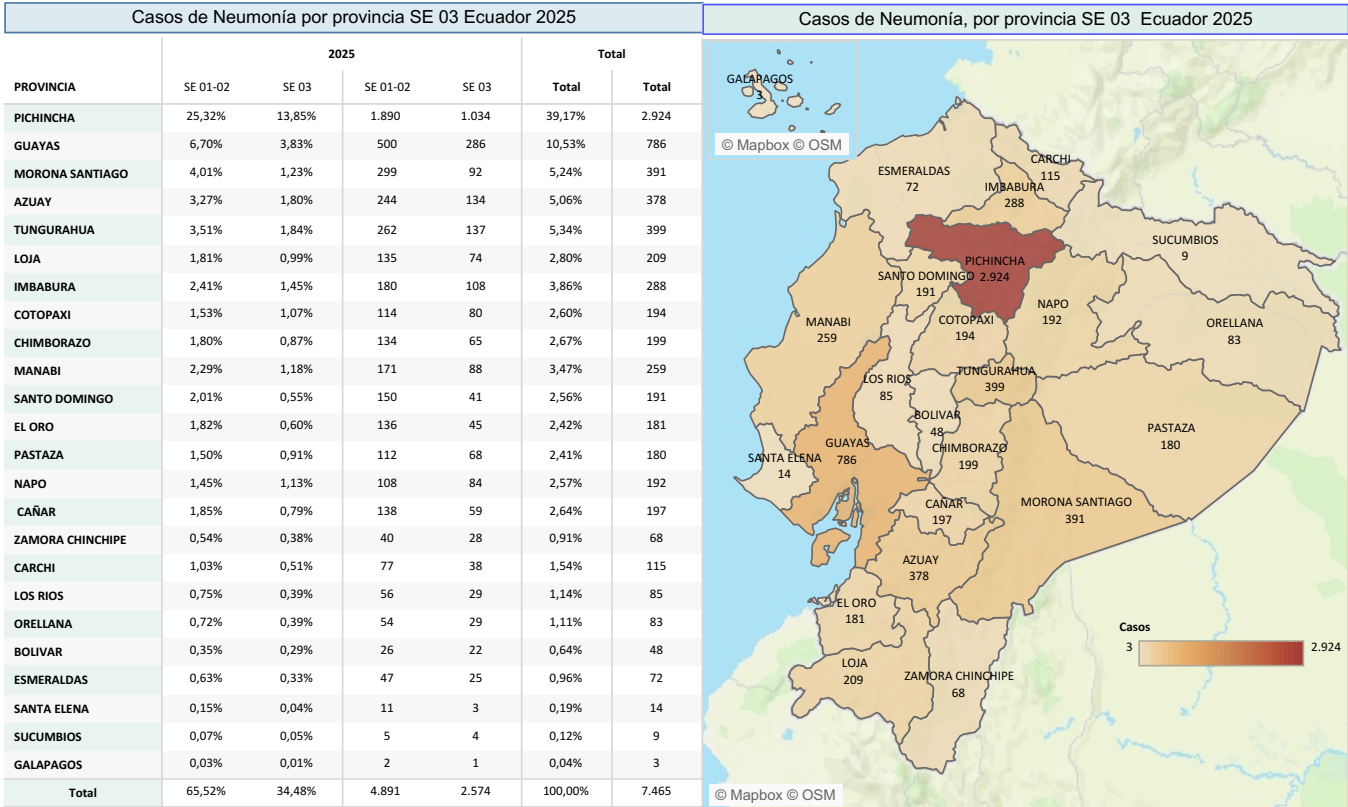 Casos de Neumonía por provincia SE 03 Ecuador 2025
2025 Total
PROVINCIA SE 01-02 SE 03 SE 01-02 SE 03 Total Total
PICHINCHA 25,32% 13,85% 1.890 1.034 39,17% 2.924
GUAYAS 6,70% 3,83% 500 286 10,53% 786
MORONA SANTIAGO 4,01% 1,23% 299 92 5,24% 391
AZUAY 3,27% 1,80% 244 134 5,06% 378
TUNGURAHUA 3,51% 1,84% 262 137 5,34% 399
LOJA 1,81% 0,99% 135 74 2,80% 209
IMBABURA 2,41% 1,45% 180 108 3,86% 288
COTOPAXI 1,53% 1,07% 114 80 2,60% 194
CHIMBORAZO 1,80% 0,87% 134 65 2,67% 199
MANABI 2,29% 1,18% 171 88 3,47% 259
SANTO DOMINGO 2,01% 0,55% 150 41 2,56% 191
EL ORO 1,82% 0,60% 136 45 2,42% 181
PASTAZA 1,50% 0,91% 112 68 2,41% 180
NAPO 1,45% 1,13% 108 84 2,57% 192
CAÑAR 1,85% 0,79% 138 59 2,64% 197
ZAMORA CHINCHIPE 0,54% 0,38% 40 28 0,91% 68
CARCHI 1,03% 0,51% 77 38 1,54% 115
LOS RIOS 0,75% 0,39% 56 29 1,14% 85
ORELLANA 0,72% 0,39% 54 29 1,11% 83
BOLIVAR 0,35% 0,29% 26 22 0,64% 48
ESMERALDAS 0,63% 0,33% 47 25 0,96% 72
SANTA ELENA 0,15% 0,04% 11 3 0,19% 14
SUCUMBIOS 0,07% 0,05% 5 4 0,12% 9
GALAPAGOS 0,03% 0,01% 2 1 0,04% 3
Total 65,52% 34,48% 4.891 2.574 100,00% 7.465
Casos de Neumonía, por provincia SE 03 Ecuador 2025
GALAPAGOS
3
© Mapbox © OSM
CARCHI
115
ESMERALDAS
72
IMBABURA
288
SUCUMBIOS
9
PICHINCHA
2.924
SANTO DOMINGO
191
NAPO
192
ORELLANA
83
COTOPAXI
194
MANABI
259
TUNGURAHUA
399
LOS RIOS
85
BOLIVAR
48
PASTAZA
180
GUAYAS
786
CHIMBORAZO
199
SANTA ELENA
14
MORONA SANTIAGO
391
CAÑAR
197
AZUAY
378
EL ORO
181
LOJA
209
ZAMORA CHINCHIPE
68
Casos
3 2.924
© Mapbox © OSM